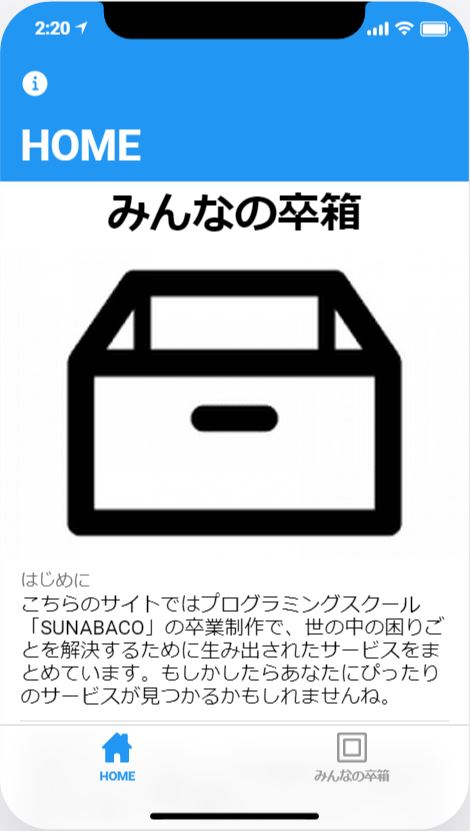 2:20
HOME
みんなの卒箱
はじめに
こちらのサイトではプログラミングスクール
「SUNABACO」の卒業制作で、世の中の困りご
とを解決するために生み出されたサービスをま
とめています。もしかしたらあなたにぴったり
のサービスが見つかるかもしれませんね。
HOME
みんなの卒箱